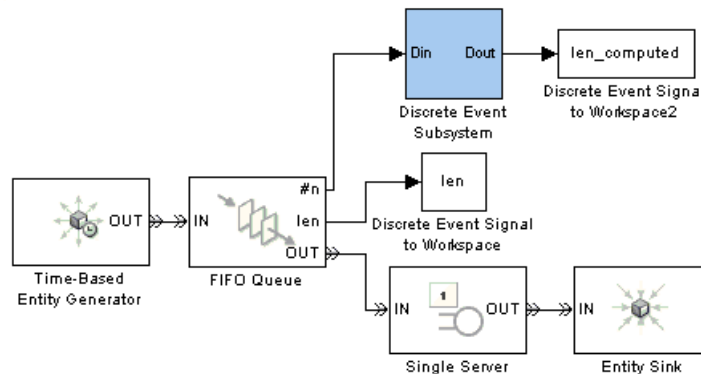 Din
Dout
len_computed
Discrete Event
Subsystem
Discrete Event Signal
to Workspace2
#n
len
OUT
IN
len
Discrete Event Signal
to Workspace
OUT
Time-Based
Entity Generator
FIFO Queue
IN
1
OUT
IN
Single Server
Entity Sink